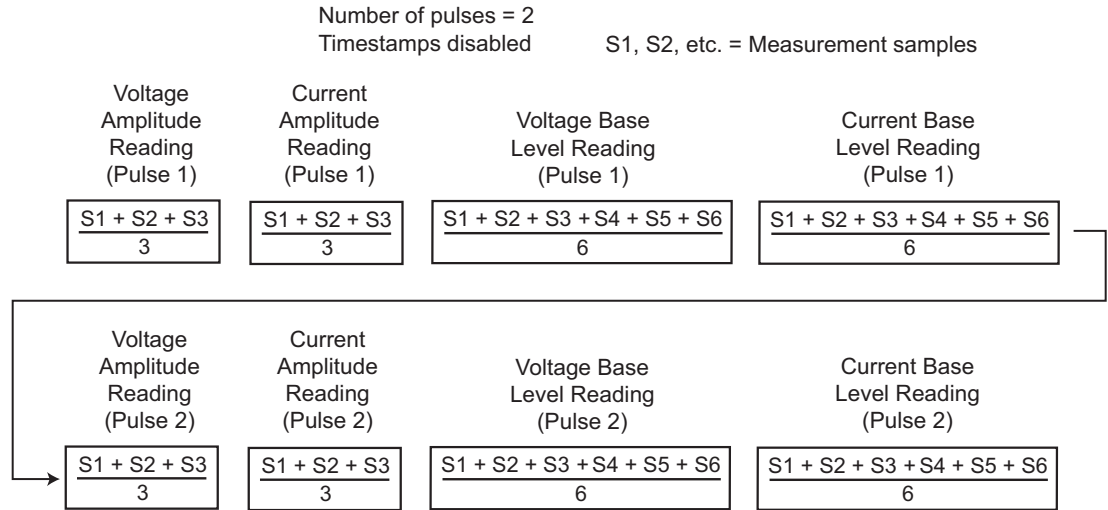 Number of pulses = 2
Timestamps disabled
S1, S2, etc. = Measurement samples
Voltage
Amplitude
Reading
(Pulse 1)
Current
Amplitude
Reading
(Pulse 1)
Voltage Base
Level Reading
(Pulse 1)
Current Base
Level Reading
(Pulse 1)
S1 + S2 + S3
3
S1 + S2 + S3
3
S1 + S2 + S3 + S4 + S5 + S6
6
S1 + S2 + S3 + S4 + S5 + S6
6
Voltage
Amplitude
Reading
(Pulse 2)
Current
Amplitude
Reading
(Pulse 2)
Voltage Base
Level Reading
(Pulse 2)
Current Base
Level Reading
(Pulse 2)
S1 + S2 + S3
3
S1 + S2 + S3
3
S1 + S2 + S3 + S4 + S5 + S6
6
S1 + S2 + S3 + S4 + S5 + S6
6